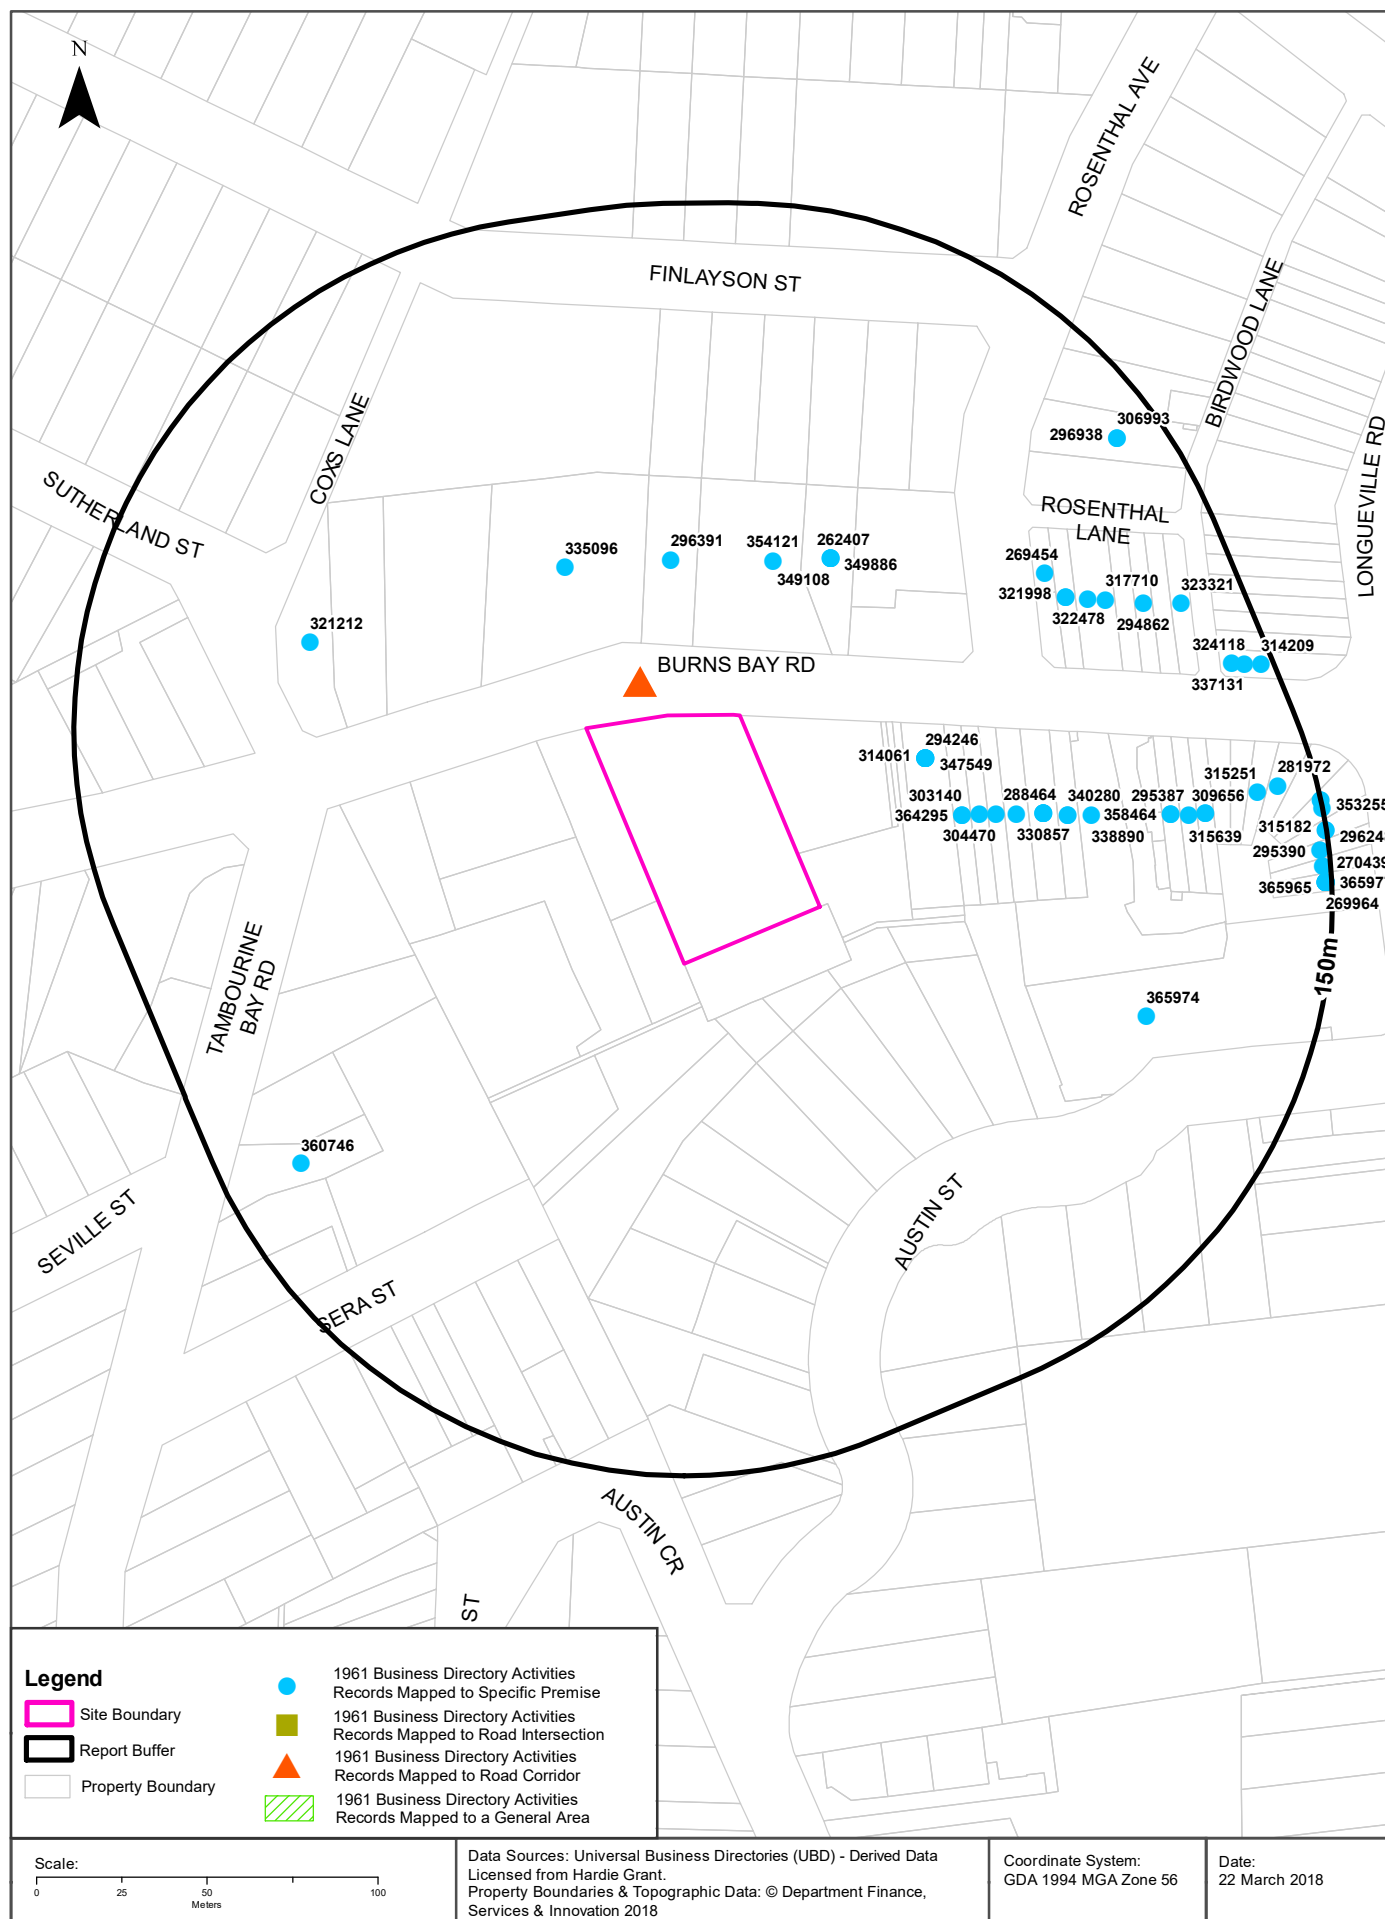 N
ROSENTHAL AVE
FINLAYSON ST
BIRDWOOD LANE
COXS LANE
LONGUEVILLE RD
306993
296938
SUTHERLAND ST
ROSENTHAL
LANE
335096
296391
354121
262407
349108
349886
269454
321998
317710
323321
322478
294862
321212
324118
314209
337131
BURNS BAY RD
294246
314061
347549
315251
281972
303140
288464
340280
295387
309656
364295
358464
353255
304470
330857
338890
315639
315182
295390
270439
365965
269964
150m
TAMBOURINE
BAY RD
365974
360746
SEVILLE ST
AUSTIN ST
SERA ST
AUSTIN CR
ST
Legend
Site Boundary
Report Buffer
Property Boundary
1961 Business Directory Activities
Records Mapped to Specific Premise
1961 Business Directory Activities
Records Mapped to Road Intersection
1961 Business Directory Activities
Records Mapped to Road Corridor
1961 Business Directory Activities
Records Mapped to a General Area
Scale:
0 25 50 100
Meters
Data Sources: Universal Business Directories (UBD) - Derived Data
Licensed from Hardie Grant.
Property Boundaries & Topographic Data: © Department Finance,
Services & Innovation 2018
Coordinate System:
GDA 1994 MGA Zone 56
Date:
22 March 2018